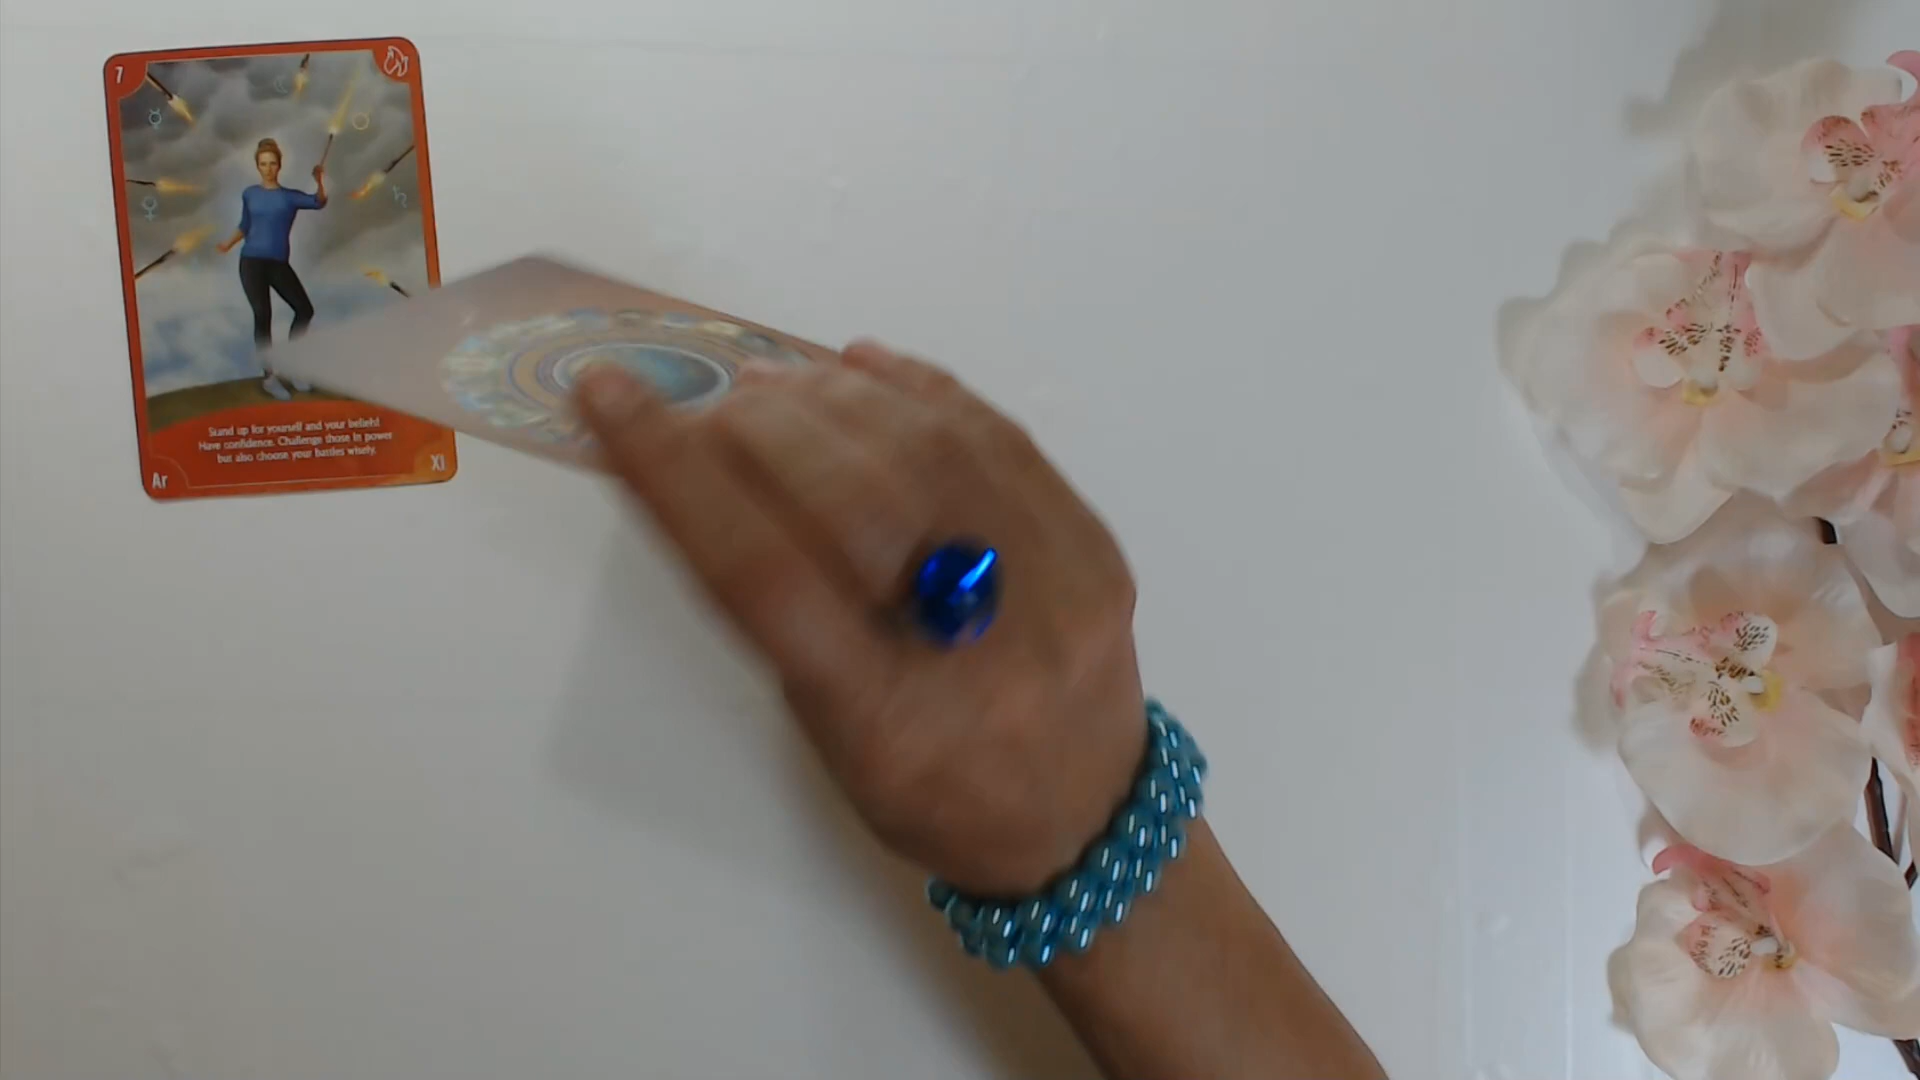 7
Stand up for yourself and your beliefs!
Have confidence. Challenge those in power
but also choose your battles wisely.
Ar
XI